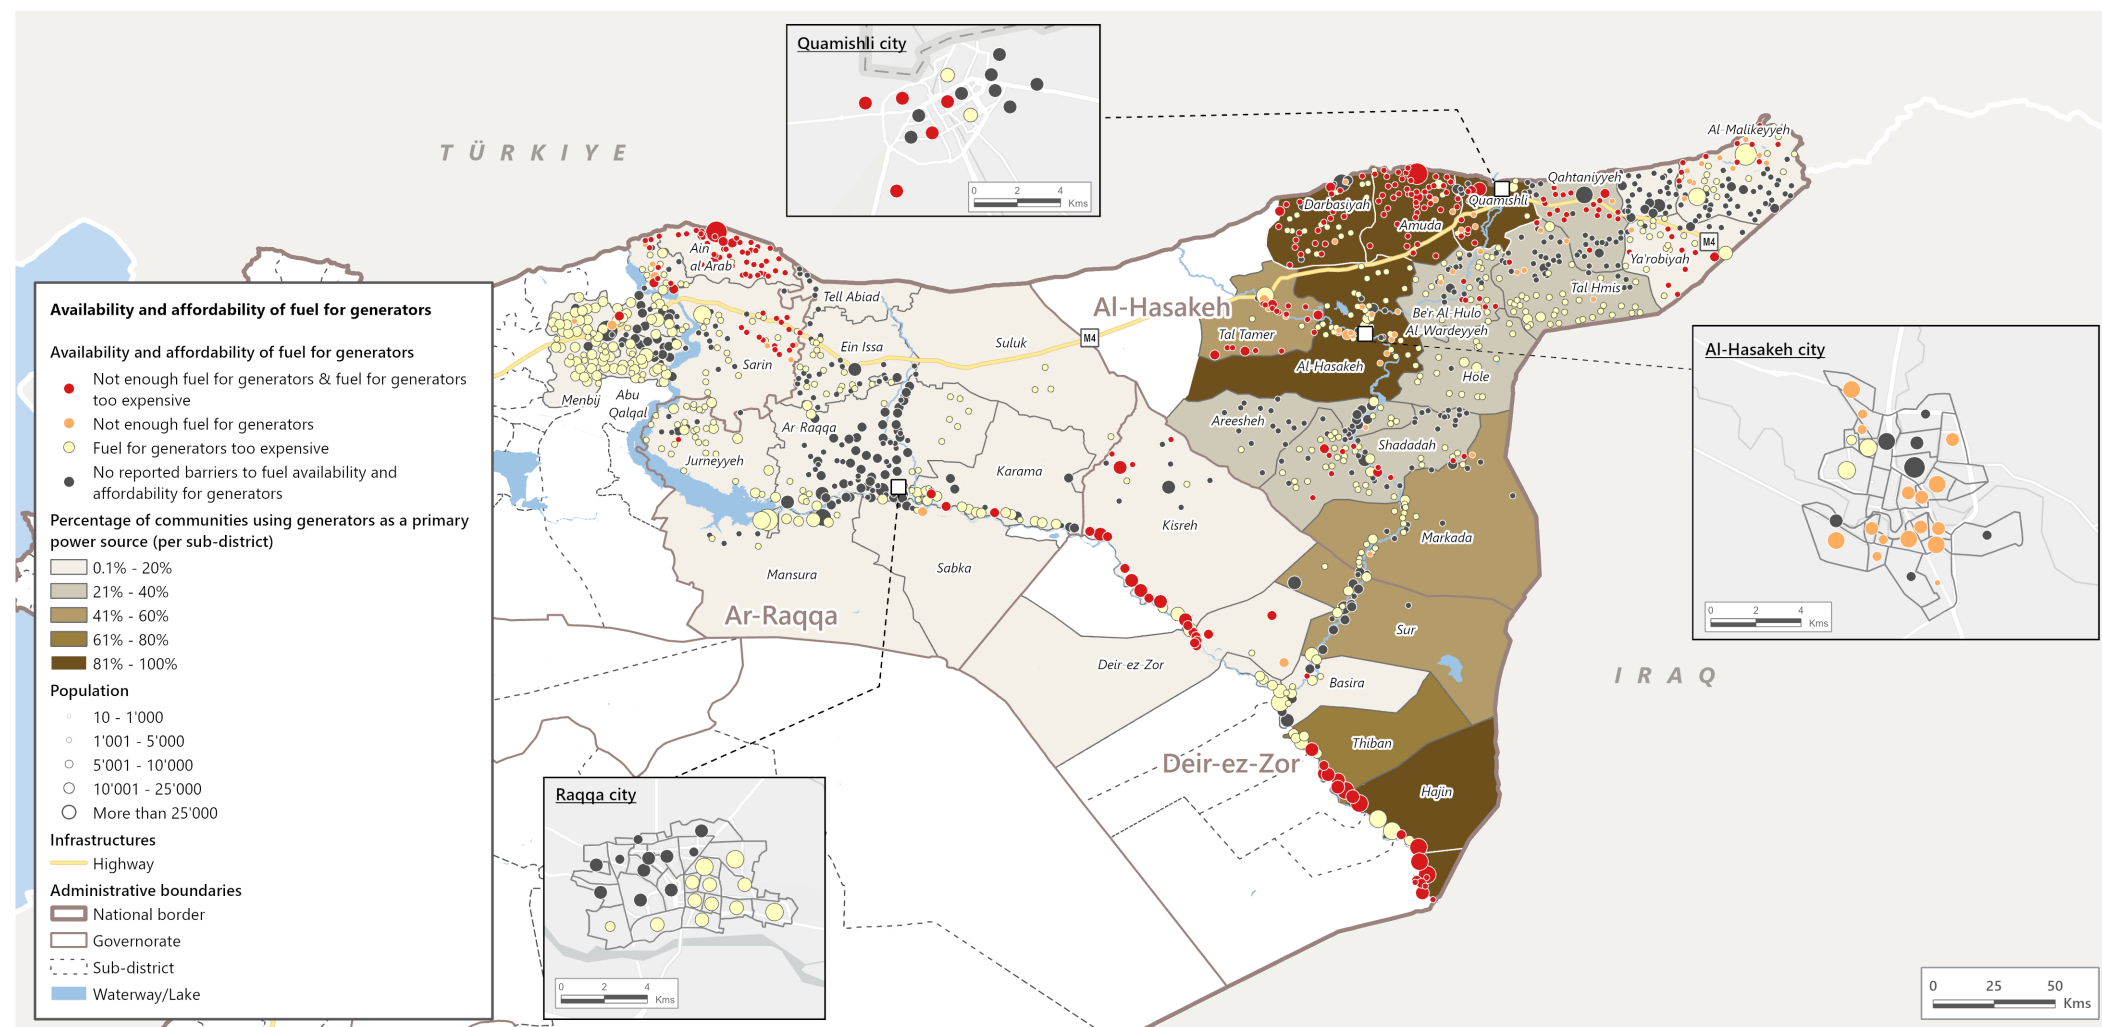 Availability and affordability of fuel for generators
Availability and affordability of fuel for generators
Not enough fuel for generators & fuel for generators
too expensive
Not enough fuel for generators
Fuel for generators too expensive
No reported barriers to fuel availability and
affordability for generators
Percentage of communities using generators as a primary
power source (per sub-district)
0.1% - 20%
21% - 40%
41% - 60%
61% - 80%
81% - 100%
Population
10 - 1'000
1'001 - 5'000
5'001 - 10'000
10'001 - 25'000
More than 25'000
Infrastructures
Highway
Administrative boundaries
National border
Governorate
Sub-district
Waterway/Lake
Quamishli city
0 2 4
Kms
TÜRKIYE
Al-Malikeyyeh
Qahtaniyyeh
Darbasiyah
Quamishli
Amuda
M4
Ain
al Arab
Ya'robiyah
Tal Hmis
Tell Abiad
Al-Hasakeh
Be'r Al-Hulo
Al-Wardeyyeh
Tal Tamer
M4
Suluk
Ein Issa
Sarin
Al-Hasakeh
Hole
Menbij
Abu
Qalqal
Areesheh
Ar-Raqqa
Shadadah
Jurneyyeh
Karama
Kisreh
Markada
Mansura
Sabka
Ar-Raqqa
Sur
Deir-ez-Zor
Basira
Thiban
Deir-ez-Zor
Hajin
IRAQ
Al-Hasakeh city
0 2 4
Kms
Raqqa city
0 2 4
Kms
0 25 50
Kms